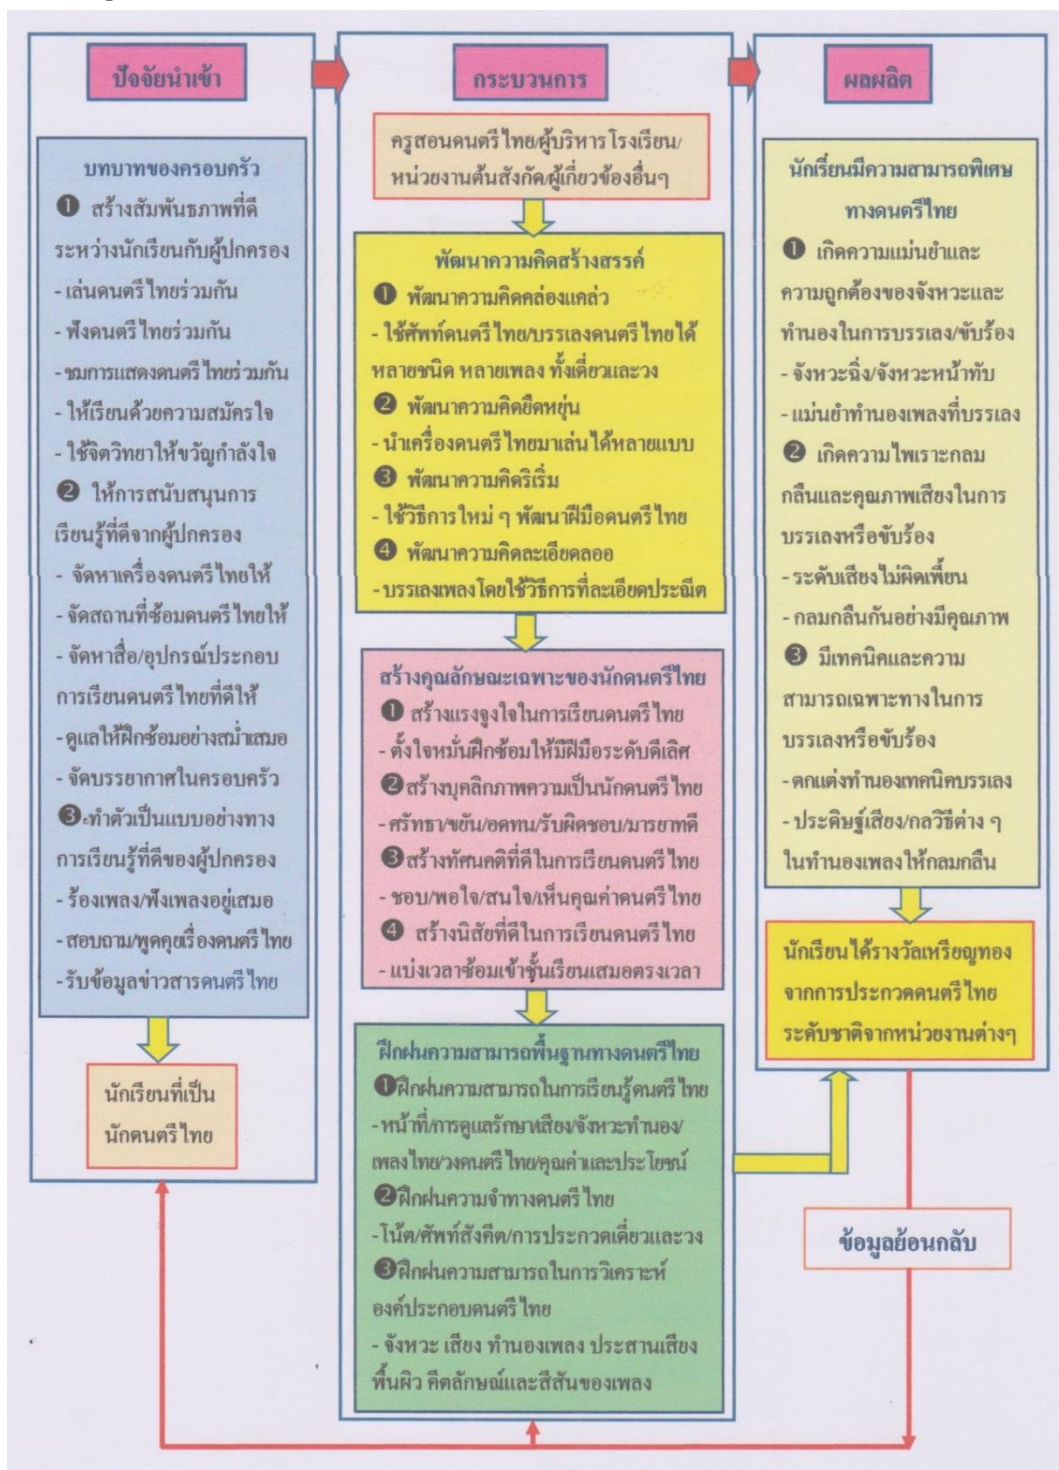 ปัจจัยนำเข้า
บทบาทของครอบครัว
❶ สร้างสัมพันธภาพที่ดี
ระหว่างนักเรียนกับผู้ปกครอง
- เล่นดนตรีไทยร่วมกัน
- ฟังดนตรีไทยร่วมกัน
- ชมการแสดงดนตรีไทยร่วมกัน
- ให้เรียนด้วยความสมัครใจ
- ใช้จิตวิทยาให้ขวัญกำลังใจ
❷ ให้การสนับสนุนการ
เรียนรู้ที่ดีจากผู้ปกครอง
- จัดหาเครื่องดนตรีไทยให้
- จัดสถานที่ซ้อมดนตรีไทยให้
- จัดหาสื่อ/อุปกรณ์ประกอบ
การเรียนดนตรีไทยที่ดีให้
- ดูแลให้ฝึกซ้อมอย่างสม่ำเสมอ
- จัดบรรยากาศในครอบครัว
❸ ทำตัวเป็นแบบอย่างทาง
การเรียนรู้ที่ดีของผู้ปกครอง
- ร้องเพลง/ฟังเพลงอยู่เสมอ
- สอบถาม/พูดคุยเรื่องดนตรีไทย
- รับข้อมูลข่าวสารดนตรีไทย
นักเรียนที่เป็น
นักดนตรีไทย
กระบวนการ
ครูสอนดนตรีไทย/ผู้บริหารโรงเรียน/
หน่วยงานต้นสังกัด/ผู้เกี่ยวข้องอื่นๆ
พัฒนาความคิดสร้างสรรค์
❶ พัฒนาความคิดคล่องแคล่ว
- ใช้ศัพท์ดนตรีไทย/บรรเลงดนตรีไทยได้
หลายชนิด หลายเพลง ทั้งเดี่ยวและวง
❷ พัฒนาความคิดยืดหยุ่น
- นำเครื่องดนตรีไทยมาเล่นได้หลายแบบ
❸ พัฒนาความคิดริเริ่ม
- ใช้วิธีการใหม่ ๆ พัฒนาฝีมือดนตรีไทย
❹ พัฒนาความคิดละเอียดลออ
- บรรเลงเพลงโดยใช้วิธีการที่ละเอียดประณีต
สร้างคุณลักษณะเฉพาะของนักดนตรีไทย
❶ สร้างแรงจูงใจในการเรียนดนตรีไทย
- ตั้งใจหมั่นฝึกซ้อมให้มีฝีมือระดับดีเลิศ
❷สร้างบุคลิกภาพความเป็นนักดนตรีไทย
- ศรัทธา/ขยัน/อดทน/รับผิดชอบ/มารยาทดี
❸สร้างทัศนคติที่ดีในการเรียนดนตรีไทย
- ชอบ/พอใจ/สนใจ/เห็นคุณค่าดนตรีไทย
❹ สร้างนิสัยที่ดีในการเรียนดนตรีไทย
- แบ่งเวลาซ้อมเข้าชั้นเรียนเสมอตรงเวลา
ฝึกฝนความสามารถพื้นฐานทางดนตรีไทย
❶ฝึกฝนความสามารถในการเรียนรู้ดนตรีไทย
- หน้าที่/การดูแลรักษา/เสียง/จังหวะทำนอง/
เพลงไทย/วงดนตรีไทย/คุณค่าและประโยชน์
❷ฝึกฝนความจำทางดนตรีไทย
- โน้ต/ศัพท์สังคีต/การประกวดเดี่ยวและวง
❸ฝึกฝนความสามารถในการวิเคราะห์
องค์ประกอบดนตรีไทย
- จังหวะ เสียง ทำนองเพลง ประสานเสียง
พื้นผิว คีตลักษณ์และสีสันของเพลง
ผลผลิต
นักเรียนมีความสามารถพิเศษ
ทางดนตรีไทย
❶ เกิดความแม่นยำและ
ความถูกต้องของจังหวะและ
ทำนองในการบรรเลง/ขับร้อง
- จังหวะฉิ่ง/จังหวะหน้าทับ
- แม่นยำทำนองเพลงที่บรรเลง
❷ เกิดความไพเราะกลม
กลืนและคุณภาพเสียงในการ
บรรเลงหรือขับร้อง
- ระดับเสียงไม่ผิดเพี้ยน
- กลมกลืนกันอย่างมีคุณภาพ
❸ มีเทคนิคและความ
สามารถเฉพาะทางในการ
บรรเลงหรือขับร้อง
- ตกแต่งทำนองเทคนิคบรรเลง
- ประดิษฐ์เสียง/กลวิธีต่าง ๆ
ในทำนองเพลงให้กลมกลืน
นักเรียนได้รางวัลเหรียญทอง
จากการประกวดดนตรีไทย
ระดับชาติจากหน่วยงานต่างๆ
ข้อมูลย้อนกลับ